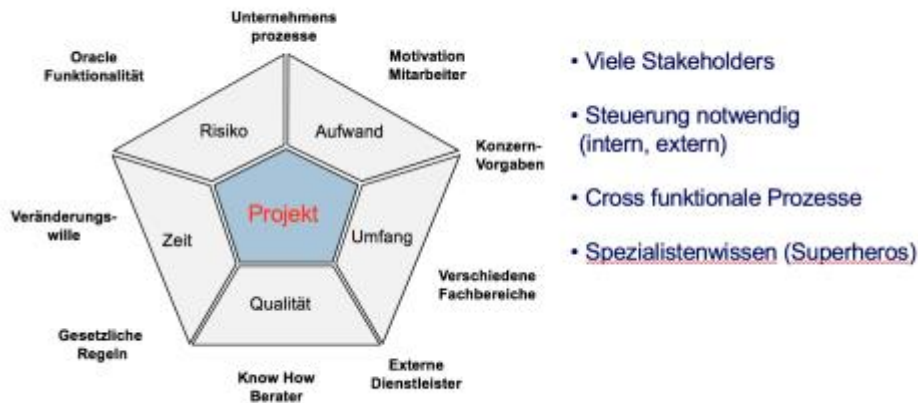 Unternehmens
prozesse
Oracle
Funktionalität
Motivation
Mitarbeiter
Risiko
Aufwand
Konzern-
Vorgaben
Projekt
Veränderungs-
wille
Zeit
Umfang
Qualität
Verschiedene
Fachbereiche
Gesetzliche
Regeln
Know How
Berater
Externe
Dienstleister
• Viele Stakeholders
• Steuerung notwendig
(intern, extern)
• Cross funktionale Prozesse
• Spezialistenwissen (Superheros)